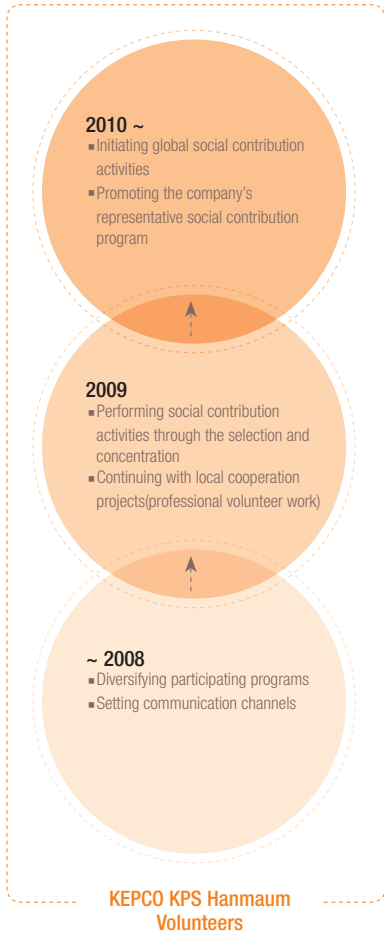 2010 ~
▪Initiating global social contribution
activities
▪Promoting the company's
representative social contribution
program
2009
▪Performing social contribution
activities through the selection and
concentration
▪Continuing with local cooperation
projects(professional volunteer work)
~ 2008
▪Diversifying participating programs
▪Setting communication channels
KEPCO KPS Hanmaum
Volunteers